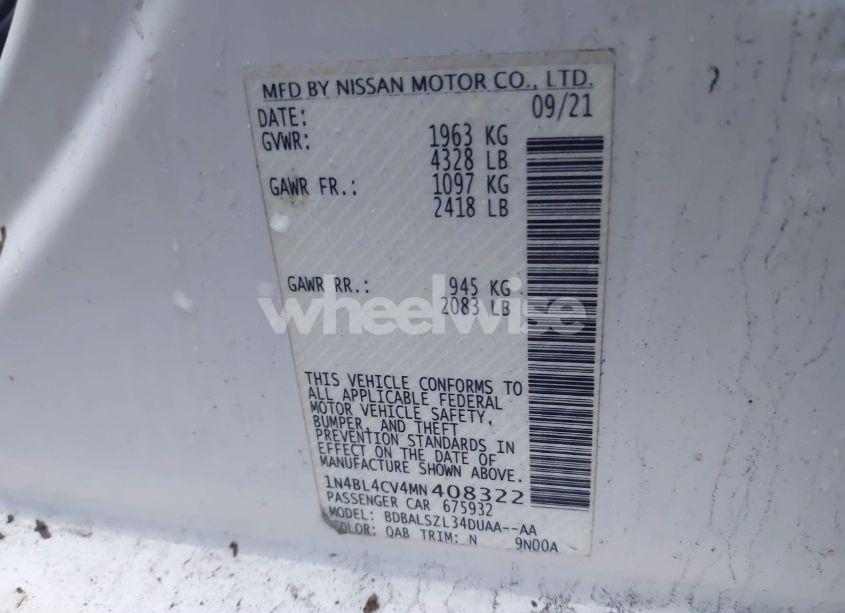 MFD BY NISSAN MOTOR CO., LTD.
DATE: 09/21
GVWR: 1963 KG
4328 LB
GAWR FR.: 1097 KG
2418 LB
GAWR RR.: 945 KG
2083 LB
wheelwise
THIS VEHICLE CONFORMS TO
ALL APPLICABLE FEDERAL
MOTOR VEHICLE SAFETY,
BUMPER, AND THEFT
PREVENTION STANDARDS IN
EFFECT ON THE DATE OF
MANUFACTURE SHOWN ABOVE.
1N4BL4CV4MN408322
PASSENGER CAR 675932
MODEL: BDBALSZL34DUAA--AA
COLOR: QAB TRIM: N 9N00A